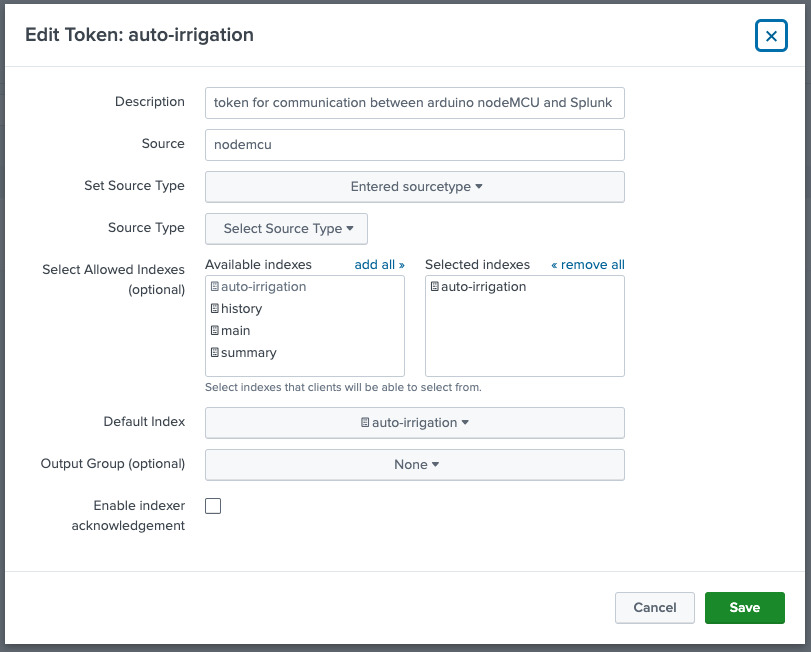 Edit Token: auto-irrigation
Description
token for communication between arduino nodeMCU and Splunk
Source
nodemcu
Set Source Type
Entered sourcetype
Source Type
Select Source Type
Select Allowed Indexes
(optional)
Available indexes
add all »
auto-irrigation
history
main
summary
Selected indexes
« remove all
auto-irrigation
Select indexes that clients will be able to select from.
Default Index
auto-irrigation
Output Group (optional)
None
Enable indexer
acknowledgement
Cancel
Save